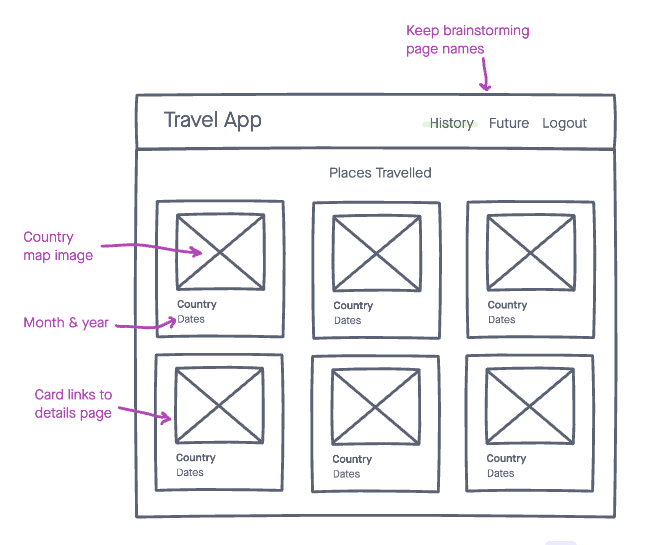 Keep brainstorming
page names
Travel App
History Future Logout
Places Travelled
Country
map image
Country
Dates
Country
Dates
Country
Dates
Month & year
Card links to
details page
Country
Dates
Country
Dates
Country
Dates